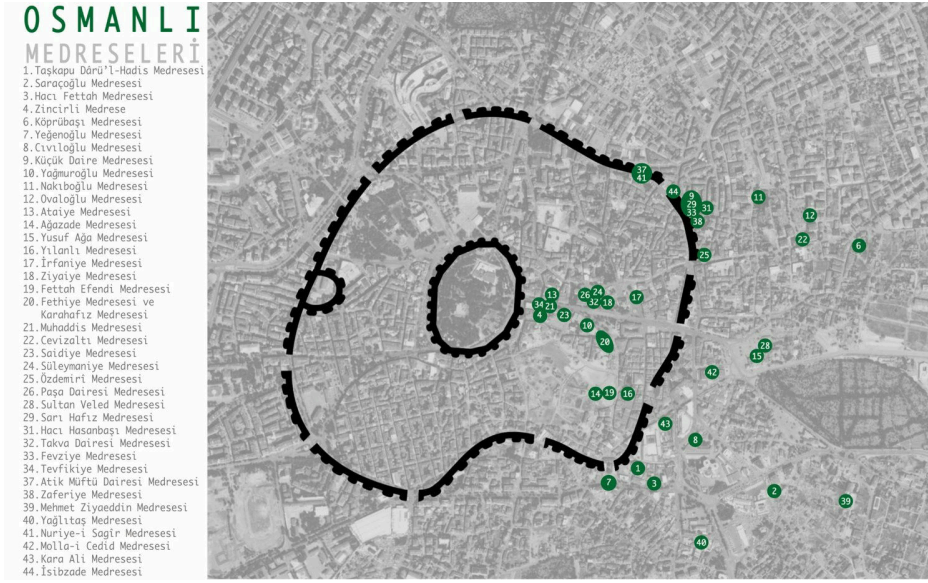 OSMANLI
MEDRESELERİ
1.Taşkapu Dârü'l-Hadis Medresesi
2.Saraçoğlu Medresesi
3.Hacı Fettah Medresesi
4.Zincirli Medrese
6.Köprübaşı Medresesi
7.Yeğenoğlu Medresesi
8.Cıvıloğlu Medresesi
9.Küçük Daire Medresesi
10.Yağmuroğlu Medresesi
11.Nakıboğlu Medresesi
12.Ovaloğlu Medresesi
13.Ataiye Medresesi
14.Ağazade Medresesi
15.Yusuf Ağa Medresesi
16.Yılanlı Medresesi
17.İrfaniye Medresesi
18.Ziyaiye Medresesi
19.Fettah Efendi Medresesi
20.Fethiye Medresesi ve
Karahafız Medresesi
21.Muhaddis Medresesi
22.Cevizaltı Medresesi
23.Saidiye Medresesi
24.Süleymaniye Medresesi
25.Özdemiri Medresesi
26.Paşa Dairesi Medresesi
28.Sultan Veled Medresesi
29.Sarı Hafız Medresesi
31.Hacı Hasanbaşı Medresesi
32.Takva Dairesi Medresesi
33.Fevziye Medresesi
34.Tevfikiye Medresesi
37.Atik Müftü Dairesi Medresesi
38.Zaferiye Medresesi
39.Mehmet Ziyaeddin Medresesi
40.Yağlıtaş Medresesi
41.Nuriye-i Sagîr Medresesi
42.Molla-i Cedid Medresesi
43.Kara Ali Medresesi
44.İsibzade Medresesi
37
41
44
9
29
31
33
38
11
12
22
6
25
13
34
21
4
23
26
24
32
18
17
10
20
28
15
42
14
19
16
43
8
1
7
3
2
39
40